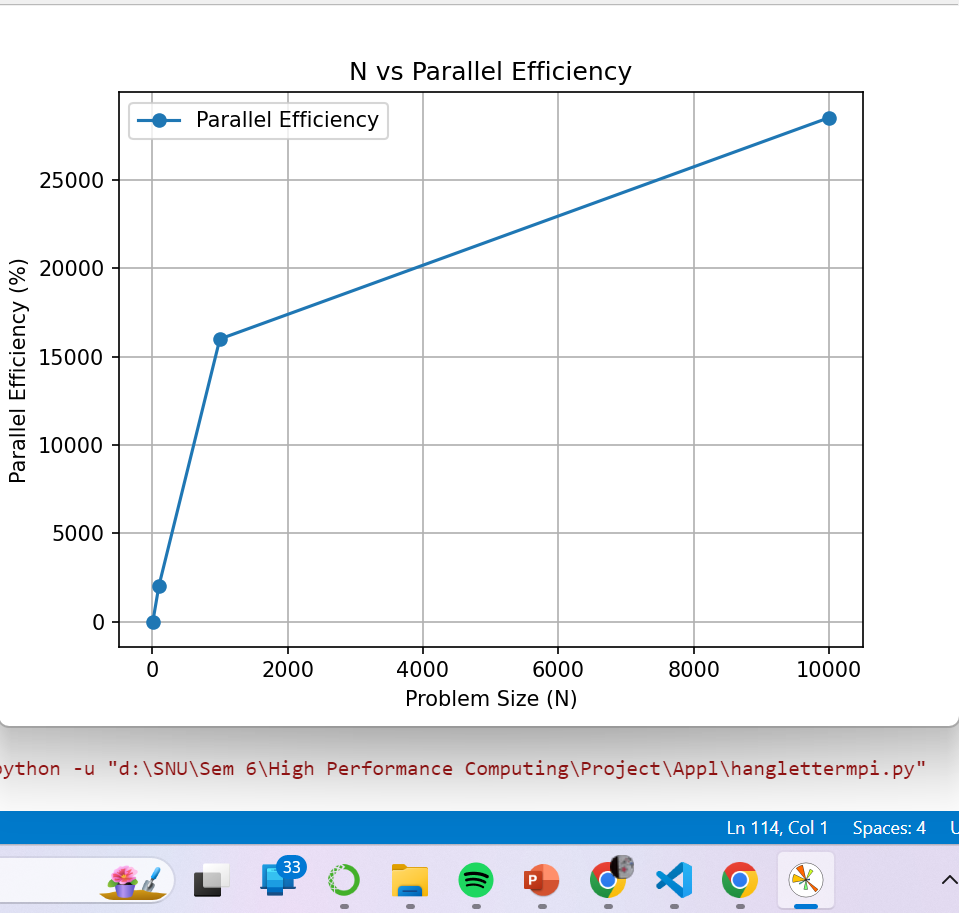 N vs Parallel Efficiency
Parallel Efficiency
25000
20000
15000
10000
5000
0
Parallel Efficiency (%)
0 2000 4000 6000 8000 10000
Problem Size (N)
python -u "d:\SNU\Sem 6\High Performance Computing\Project\Appl\hanglettermpi.py"
Ln 114, Col 1 Spaces: 4
33
P